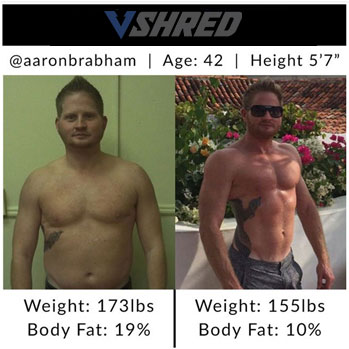 VSHRED
@aaronbrabham | Age: 42 | Height 5'7"
Weight: 173lbs
Body Fat: 19%
Weight: 155lbs
Body Fat: 10%